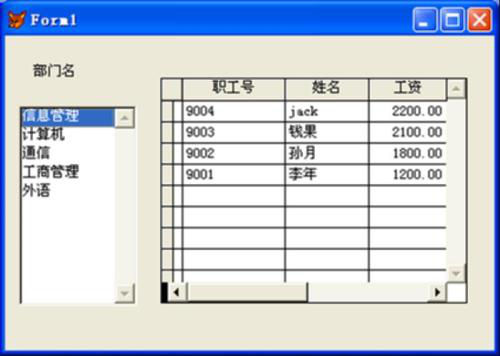 Form1
部门名
信息管理
计算机
通信
工商管理
外语
职工号 姓名 工资
9004 jack 2200.00
9003 钱果 2100.00
9002 孙月 1800.00
9001 李年 1200.00